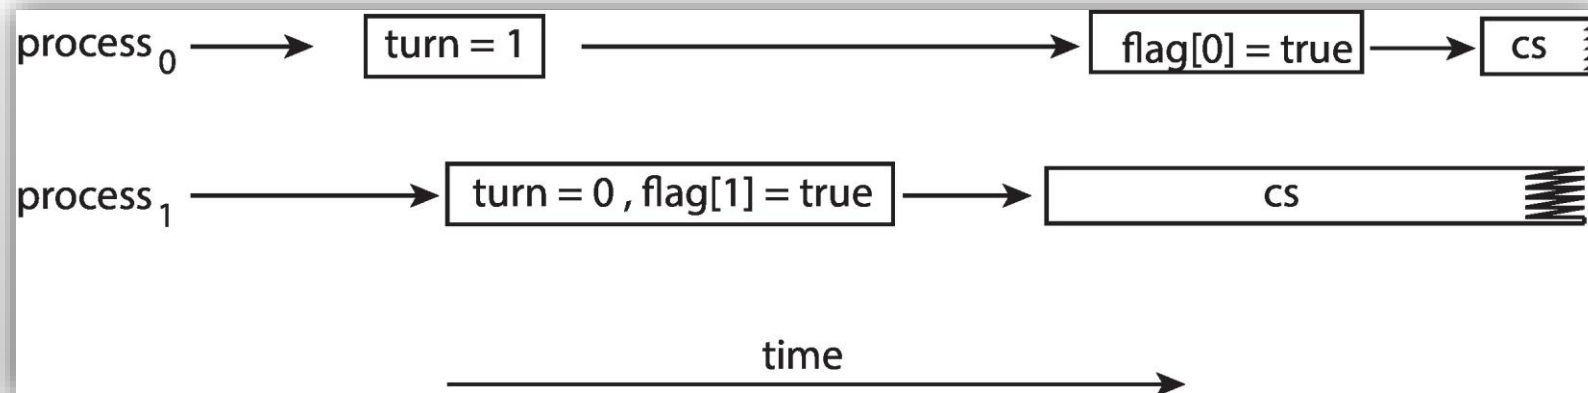 process0 turn = 1 flag[0] = true cs
process1 turn = 0 , flag[1] = true cs
time